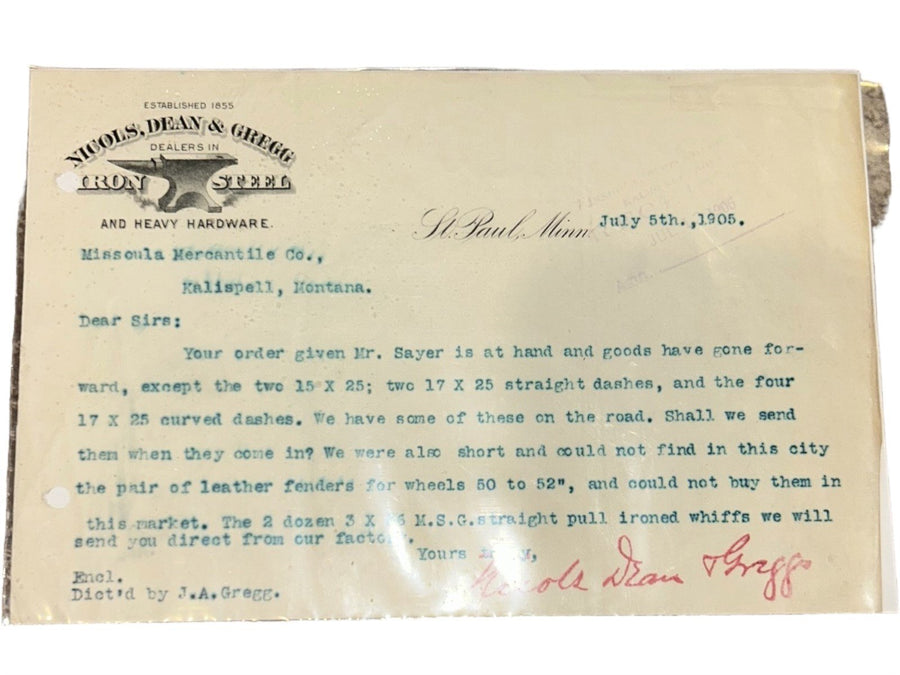 ESTABLISHED 1855
NICOLS, DEAN & GREGG
DEALERS IN
IRON STEEL
AND HEAVY HARDWARE.
St. Paul, Minn. July 5th.,1905.
Missoula Mercantile Co.,
Kalispell, Montana.
Dear Sirs:
Your order given Mr. Sayer is at hand and goods have gone for-
ward, except the two 15 X 25; two 17 X 25 straight dashes, and the four
17 X 25 curved dashes. We have some of these on the road. Shall we send
them when they come in? We were also short and could not find in this city
the pair of leather fenders for wheels 50 to 52", and could not buy them in
this market. The 2 dozen 3 X 6 M.S.G.straight pull ironed whiffs we will
send you direct from our factory.
Yours
Nicols Dean & Gregg
Encl.
Dict'd by J.A.Gregg.